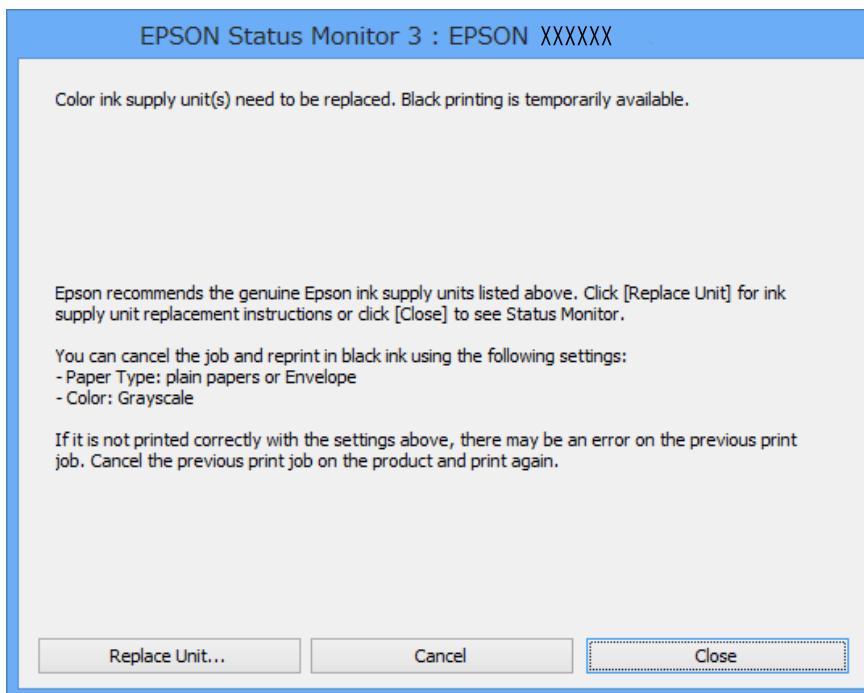 EPSON Status Monitor 3 : EPSON XXXXXX
Color ink supply unit(s) need to be replaced. Black printing is temporarily available.
Epson recommends the genuine Epson ink supply units listed above. Click [Replace Unit] for ink
supply unit replacement instructions or click [Close] to see Status Monitor.
You can cancel the job and reprint in black ink using the following settings:
- Paper Type: plain papers or Envelope
- Color: Grayscale
If it is not printed correctly with the settings above, there may be an error on the previous print
job. Cancel the previous print job on the product and print again.
Replace Unit... Cancel Close